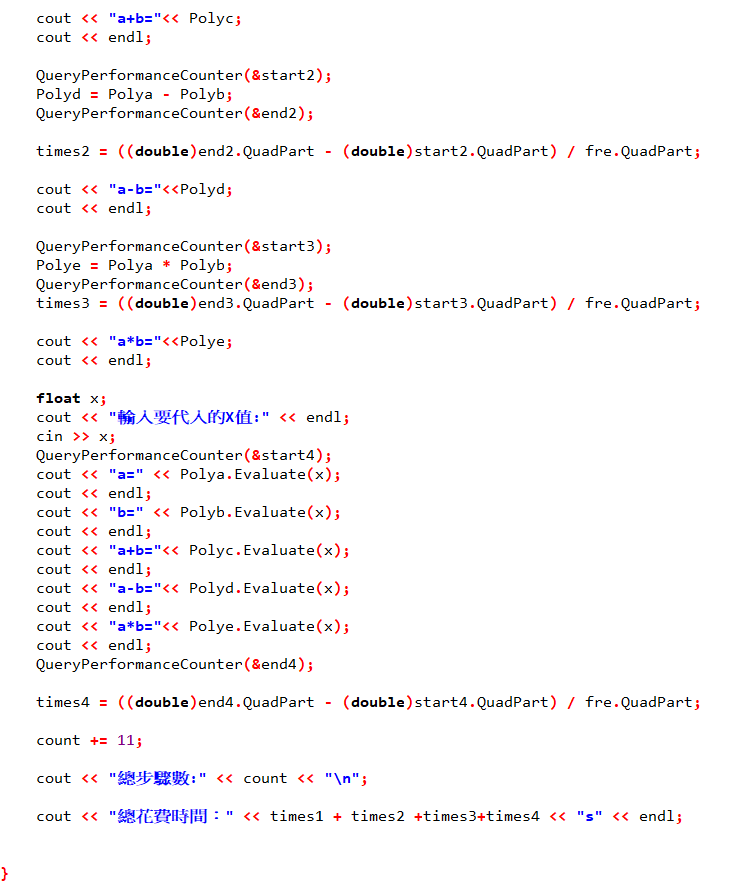 cout << "a+b="<< Polyc;
cout << endl;
QueryPerformanceCounter(&start2);
Polyd = Polya - Polyb;
QueryPerformanceCounter(&end2);
times2 = ((double)end2.QuadPart - (double)start2.QuadPart) / fre.QuadPart;
cout << "a-b="<<Polyd;
cout << endl;
QueryPerformanceCounter(&start3);
Polye = Polya * Polyb;
QueryPerformanceCounter(&end3);
times3 = ((double)end3.QuadPart - (double)start3.QuadPart) / fre.QuadPart;
cout << "a*b="<<Polye;
cout << endl;
float x;
cout << "輸入要代入的X值:" << endl;
cin >> x;
QueryPerformanceCounter(&start4);
cout << "a=" << Polya.Evaluate(x);
cout << endl;
cout << "b=" << Polyb.Evaluate(x);
cout << endl;
cout << "a+b="<< Polyc.Evaluate(x);
cout << endl;
cout << "a-b="<< Polyd.Evaluate(x);
cout << endl;
cout << "a*b="<< Polye.Evaluate(x);
cout << endl;
QueryPerformanceCounter(&end4);
times4 = ((double)end4.QuadPart - (double)start4.QuadPart) / fre.QuadPart;
count += 11;
cout << "總步驟數:" << count << "\n";
cout << "總花費時間：" << times1 + times2 +times3+times4 << "s" << endl;
}